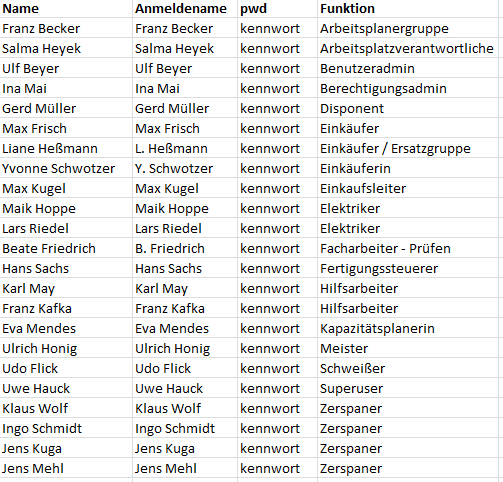 Name Anmeldename pwd Funktion
Franz Becker Franz Becker kennwort Arbeitsplanergruppe
Salma Heyek Salma Heyek kennwort Arbeitsplatzverantwortliche
Ulf Beyer Ulf Beyer kennwort Benutzeradmin
Ina Mai Ina Mai kennwort Berechtigungsadmin
Gerd Müller Gerd Müller kennwort Disponent
Max Frisch Max Frisch kennwort Einkäufer
Liane Heßmann L. Heßmann kennwort Einkäufer / Ersatzgruppe
Yvonne Schwotzer Y. Schwotzer kennwort Einkäuferin
Max Kugel Max Kugel kennwort Einkaufsleiter
Maik Hoppe Maik Hoppe kennwort Elektriker
Lars Riedel Lars Riedel kennwort Elektriker
Beate Friedrich B. Friedrich kennwort Facharbeiter - Prüfen
Hans Sachs Hans Sachs kennwort Fertigungssteuerer
Karl May Karl May kennwort Hilfsarbeiter
Franz Kafka Franz Kafka kennwort Hilfsarbeiter
Eva Mendes Eva Mendes kennwort Kapazitätsplanerin
Ulrich Honig Ulrich Honig kennwort Meister
Udo Flick Udo Flick kennwort Schweißer
Uwe Hauck Uwe Hauck kennwort Superuser
Klaus Wolf Klaus Wolf kennwort Zerspaner
Ingo Schmidt Ingo Schmidt kennwort Zerspaner
Jens Kuga Jens Kuga kennwort Zerspaner
Jens Mehl Jens Mehl kennwort Zerspaner